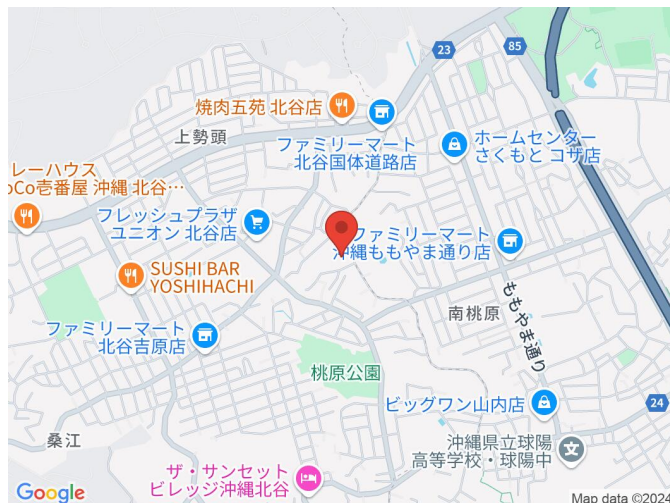 23
85
焼肉五苑 北谷店
上勢頭
ファミリーマート
北谷国体道路店
ホームセンター
さくもと コザ店
レーハウス
oCo壱番屋 沖縄 北谷…
フレッシュプラザ
ユニオン 北谷店
ファミリーマート
沖縄ももやま通り店
SUSHI BAR
YOSHIHACHI
南桃原
ももやま通り
ファミリーマート
北谷吉原店
桃原公園
ビッグワン山内店
24
桑江
沖縄県立球陽
高等学校・球陽中
ザ・サンセット
ビレッジ沖縄北谷
Google
Map data ©2024